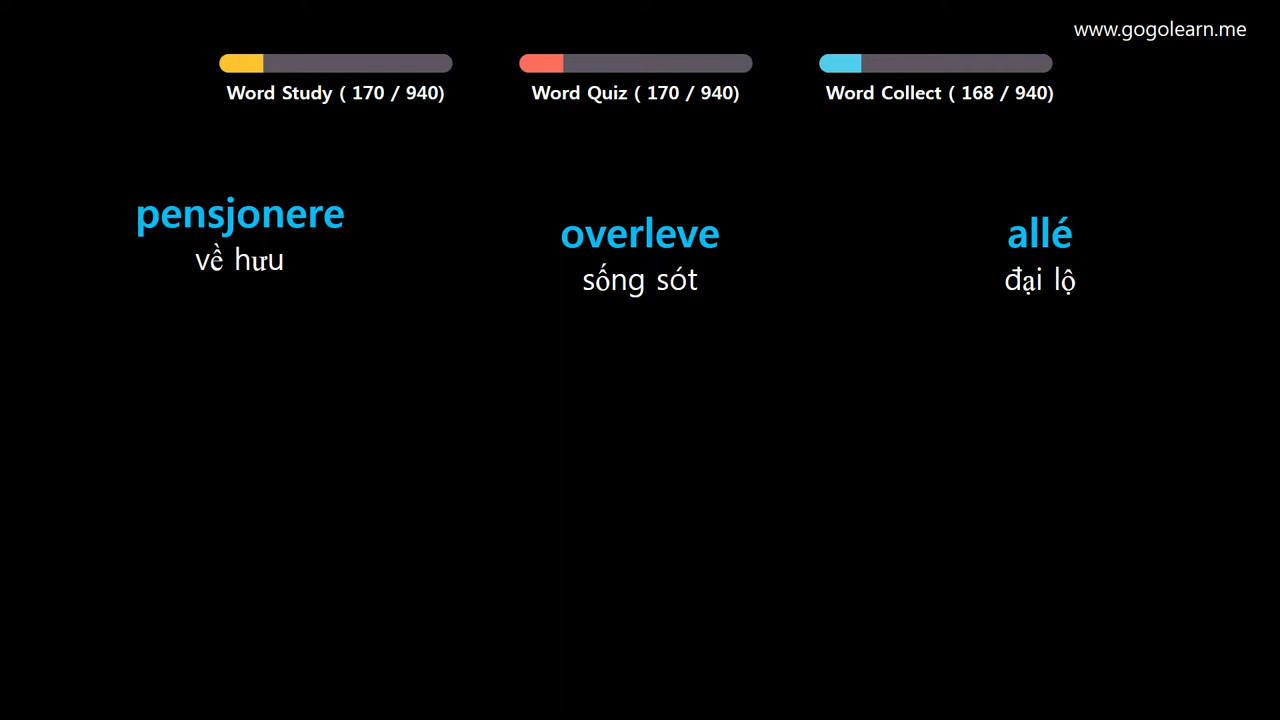 www.gogolearn.me
Word Study ( 170 / 940)
Word Quiz ( 170 / 940)
Word Collect ( 168 / 940)
pensjonere
về hưu
overleve
sống sót
allé
đại lộ